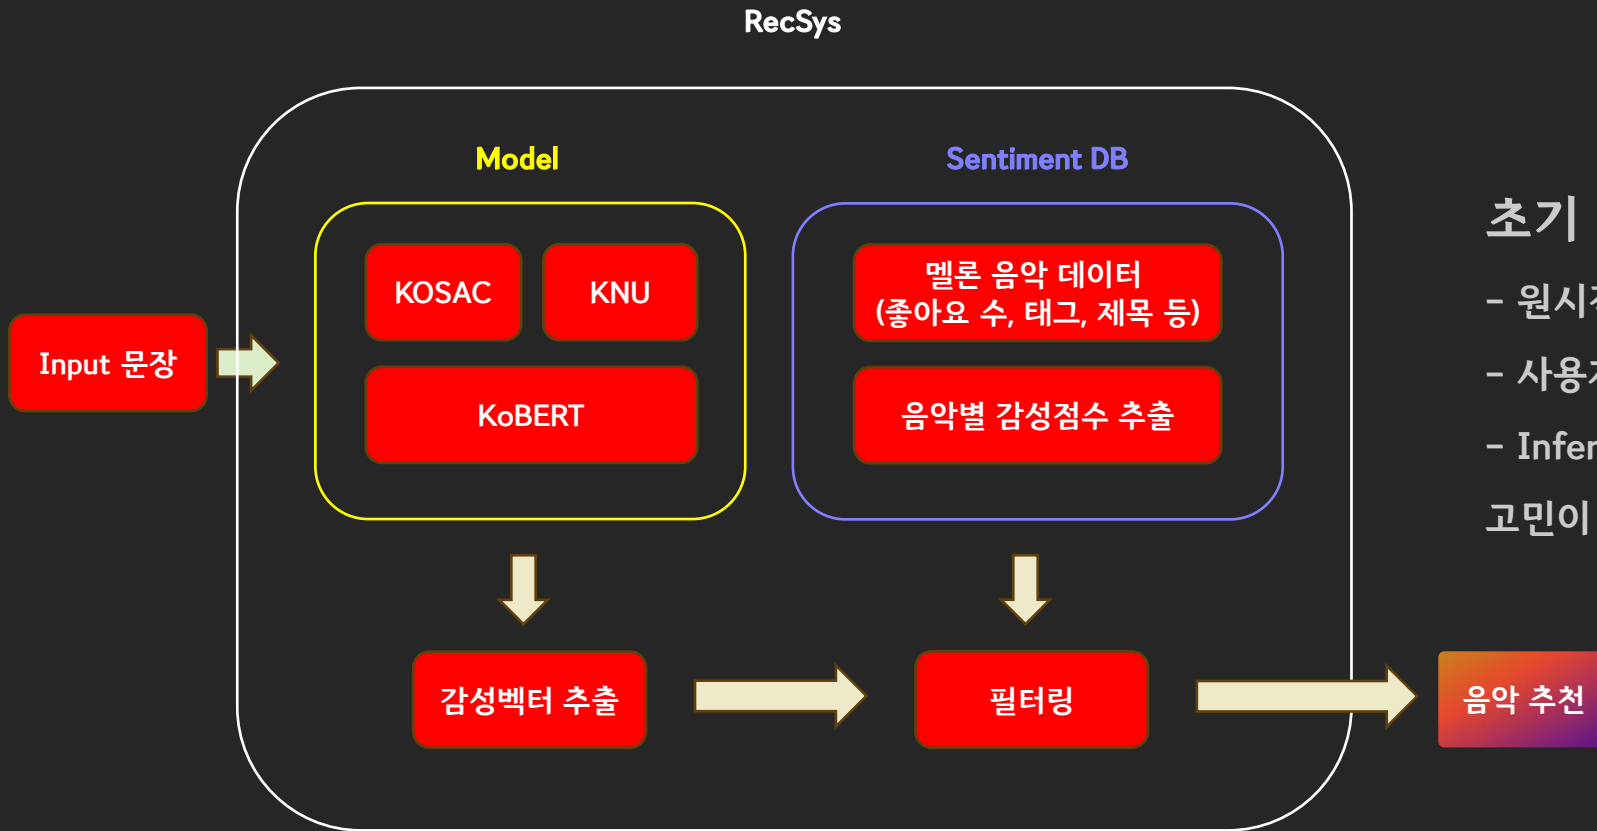 RecSys
Model
Sentiment DB
KOSAC
KNU
KoBERT
멜론 음악 데이터
(좋아요 수, 태그, 제목 등)
음악별 감성점수 추출
Input 문장
감성벡터 추출
필터링
음악 추천
초기
-
-
-
고민이